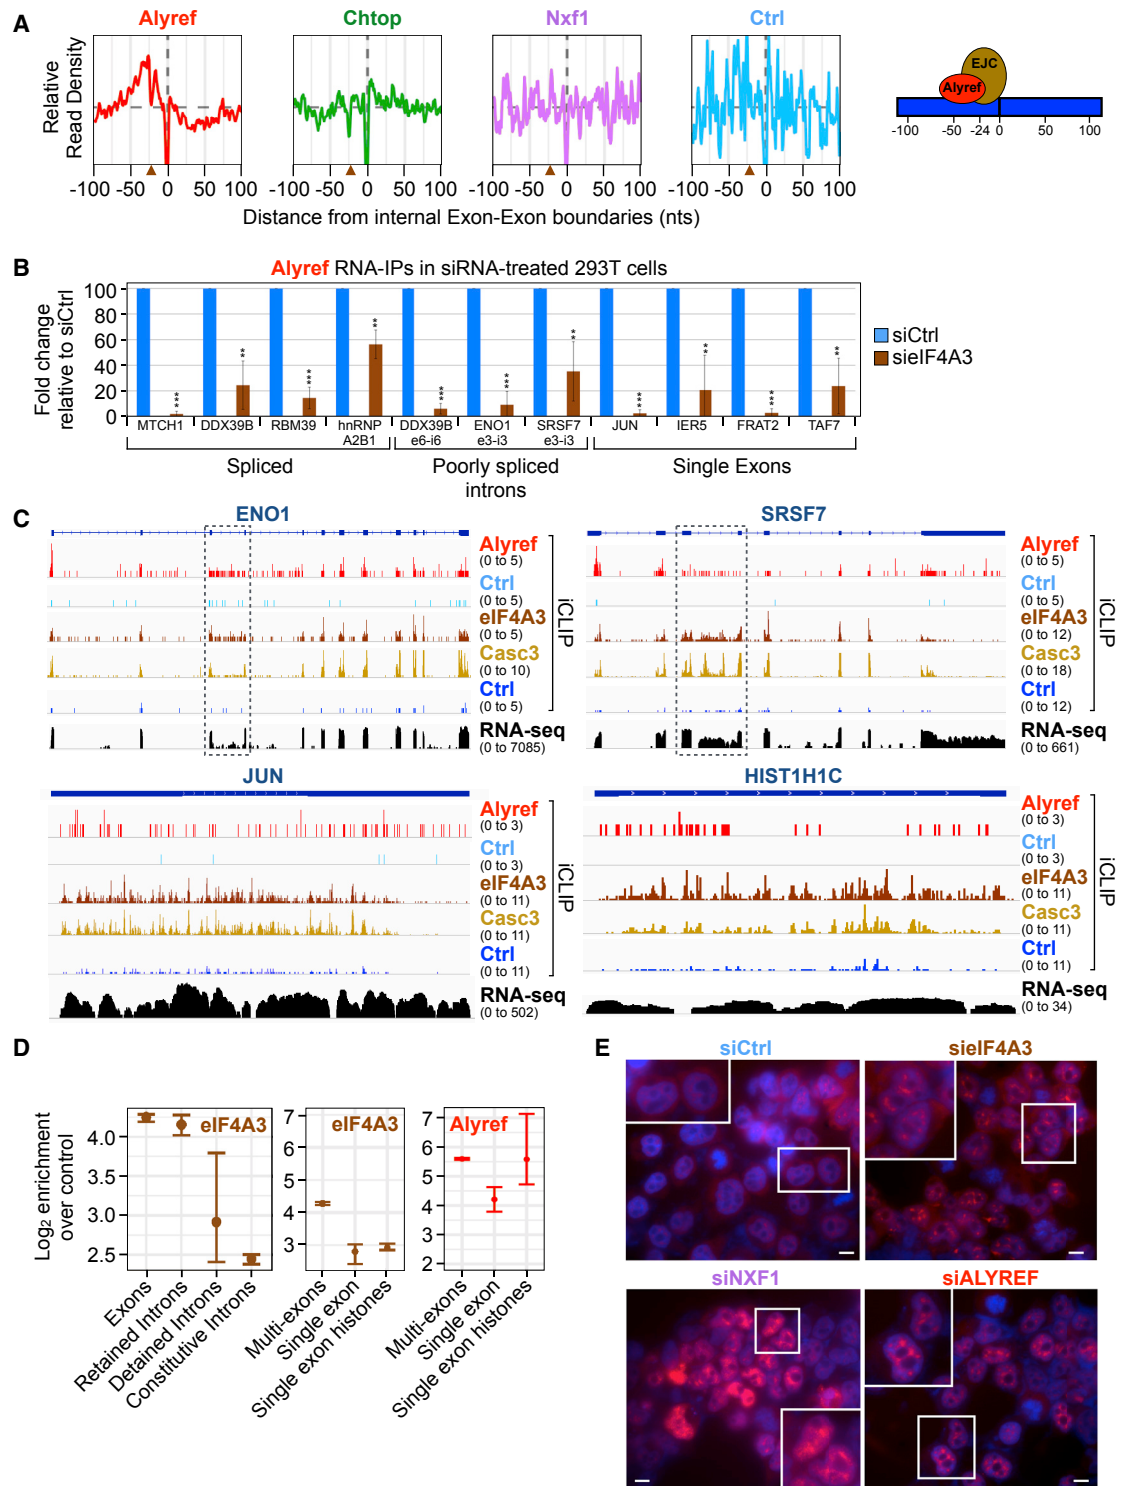 A
Alyref
Chtop
Nxf1
Ctrl
Relative
Read Density
-100 -50 0 50 100
-100 -50 0 50 100
-100 -50 0 50 100
-100 -50 0 50 100
Distance from internal Exon-Exon boundaries (nts)
EJC
Alyref
-100 -50 -24 0 50 100
B
Alyref RNA-IPs in siRNA-treated 293T cells
Fold change
relative to siCtrl
100
80
60
40
20
0
***
**
***
**
***
***
**
***
**
***
**
siCtrl
sieIF4A3
MTCH1 DDX39B RBM39 hnRNP DDX39B ENO1 SRSF7 JUN IER5 FRAT2 TAF7
A2B1 e6-i6 e3-i3 e3-i3
Spliced
Poorly spliced
introns
Single Exons
C
ENO1
Alyref
(0 to 5)
Ctrl
(0 to 5)
eIF4A3
(0 to 5)
Casc3
(0 to 10)
Ctrl
(0 to 5)
RNA-seq
(0 to 7085)
iCLIP
SRSF7
Alyref
(0 to 5)
Ctrl
(0 to 5)
eIF4A3
(0 to 12)
Casc3
(0 to 18)
Ctrl
(0 to 12)
RNA-seq
(0 to 661)
iCLIP
JUN
Alyref
(0 to 3)
Ctrl
(0 to 3)
eIF4A3
(0 to 11)
Casc3
(0 to 11)
Ctrl
(0 to 11)
RNA-seq
(0 to 502)
iCLIP
HIST1H1C
Alyref
(0 to 3)
Ctrl
(0 to 3)
eIF4A3
(0 to 11)
Casc3
(0 to 11)
Ctrl
(0 to 11)
RNA-seq
(0 to 34)
iCLIP
D
Log2 enrichment
over control
eIF4A3
4.0
3.5
3.0
2.5
Exons
Retained Introns
Detained Introns
Constitutive Introns
eIF4A3
7
6
5
4
3
Multi-exons
Single exon
Single exon histones
Alyref
7
6
5
4
3
2
Multi-exons
Single exon
Single exon histones
E
siCtrl
sieIF4A3
siNXF1
siALYREF